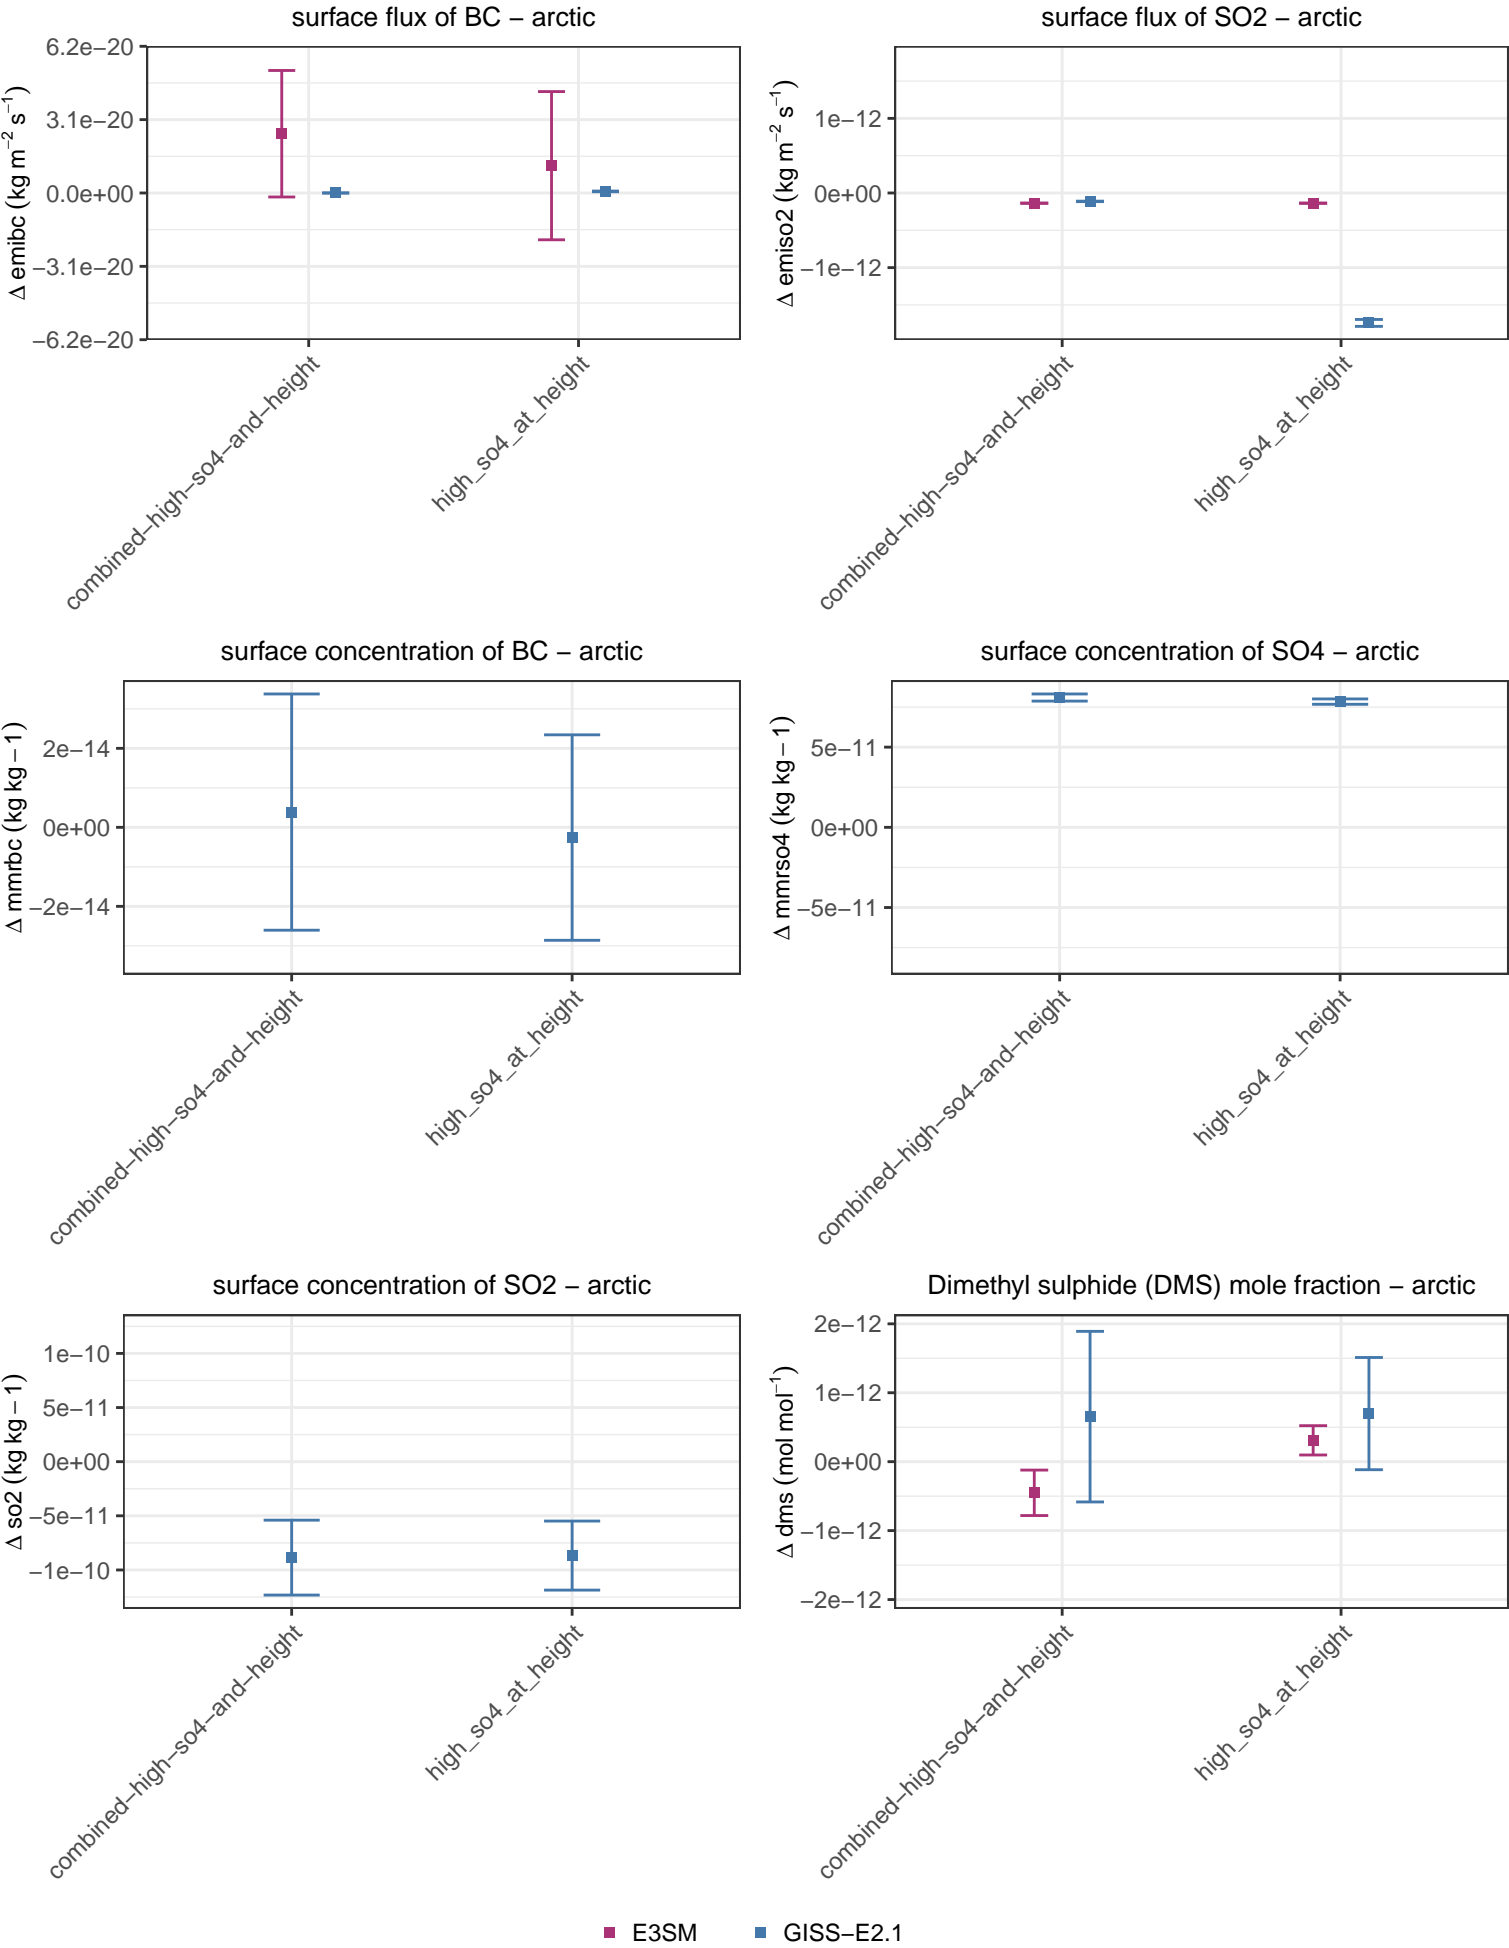 surface flux of BC − arctic
Δ emibc (kg m⁻² s⁻¹)
6.2e−20
3.1e−20
0.0e+00
−3.1e−20
−6.2e−20
combined−high−so4−and−height
high_so4_at_height
surface flux of SO2 − arctic
Δ emiso2 (kg m⁻² s⁻¹)
1e−12
0e+00
−1e−12
combined−high−so4−and−height
high_so4_at_height
surface concentration of BC − arctic
Δ mmrbc (kg kg − 1)
2e−14
0e+00
−2e−14
combined−high−so4−and−height
high_so4_at_height
surface concentration of SO4 − arctic
Δ mmrso4 (kg kg − 1)
5e−11
0e+00
−5e−11
combined−high−so4−and−height
high_so4_at_height
surface concentration of SO2 − arctic
Δ so2 (kg kg − 1)
1e−10
5e−11
0e+00
−5e−11
−1e−10
combined−high−so4−and−height
high_so4_at_height
Dimethyl sulphide (DMS) mole fraction − arctic
Δ dms (mol mol⁻¹)
2e−12
1e−12
0e+00
−1e−12
−2e−12
combined−high−so4−and−height
high_so4_at_height
E3SM
GISS−E2.1